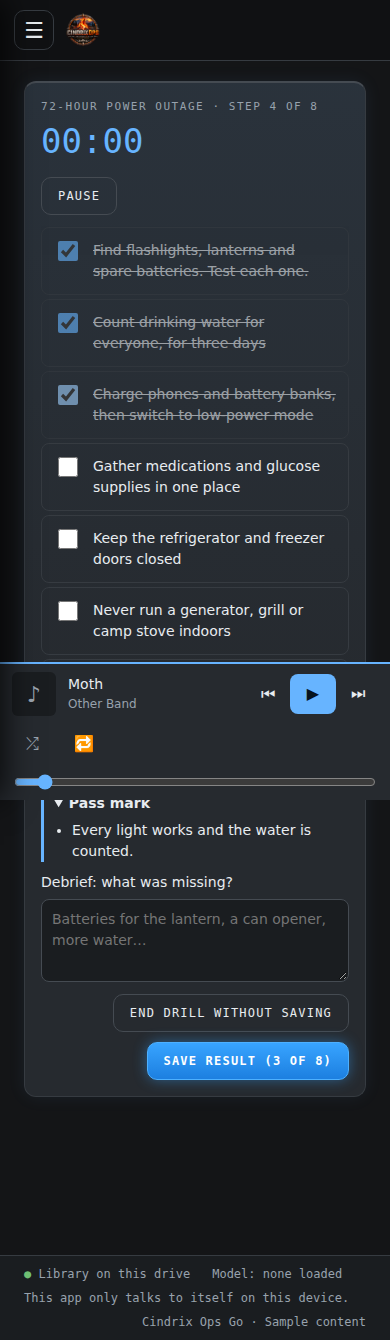 ☰ CINDRIXOPS
72-HOUR POWER OUTAGE · STEP 4 OF 8
00:00
PAUSE
Find flashlights, lanterns and
spare batteries. Test each one.
Count drinking water for
everyone, for three days
Charge phones and battery banks,
then switch to low power mode
Gather medications and glucose
supplies in one place
Keep the refrigerator and freezer
doors closed
Never run a generator, grill or
camp stove indoors
Moth
Other Band
▾ Pass mark
• Every light works and the water is
counted.
Debrief: what was missing?
Batteries for the lantern, a can opener,
more water…
END DRILL WITHOUT SAVING
SAVE RESULT (3 OF 8)
● Library on this drive Model: none loaded
This app only talks to itself on this device.
Cindrix Ops Go · Sample content